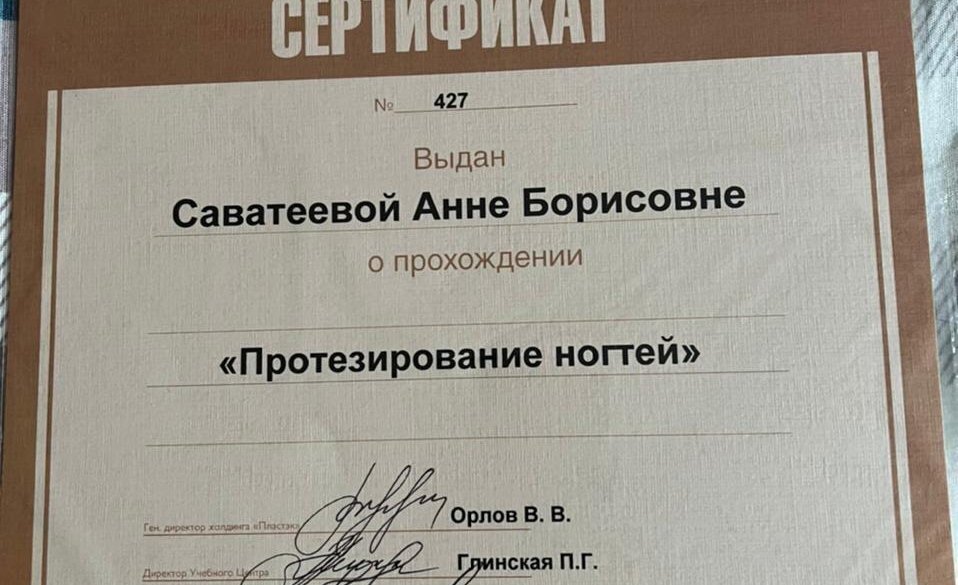 СЕРТИФИКАТ
№ 427
Выдан
Саватеевой Анне Борисовне
о прохождении
«Протезирование ногтей»
Ген. директор холдинга «Пластэк» Орлов В. В.
Директор Учебного Центра Глинская П.Г.